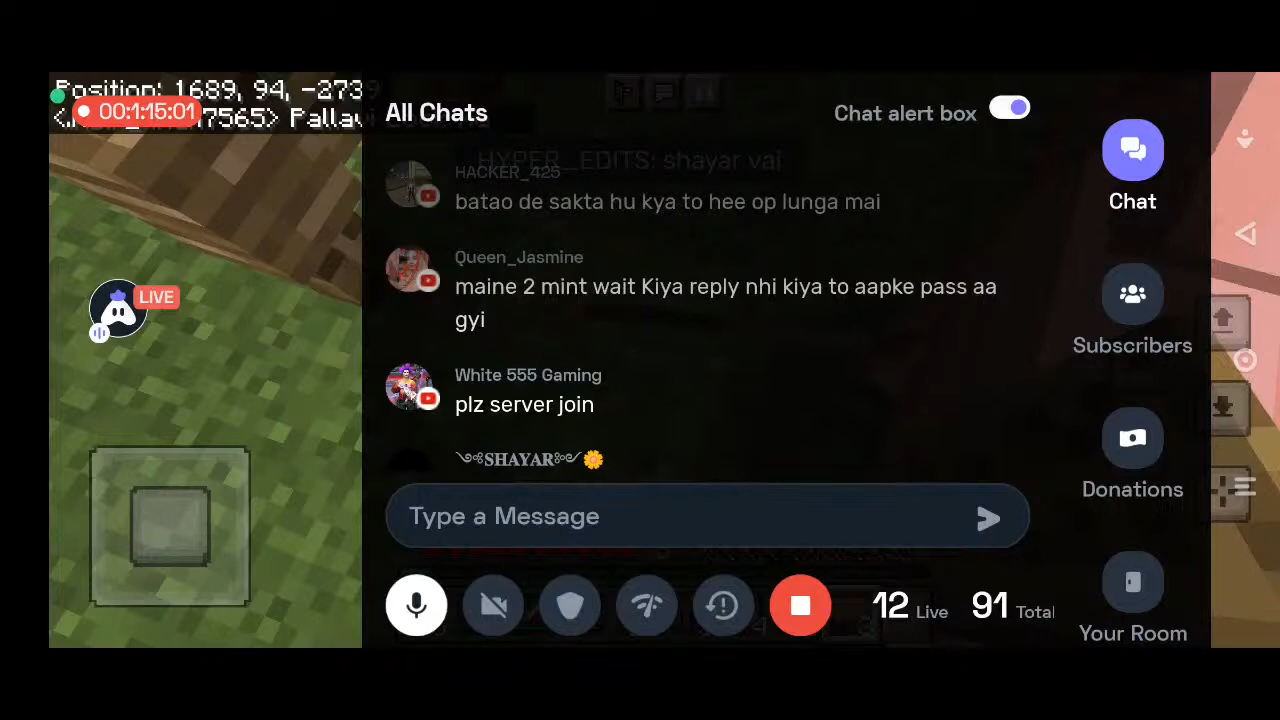 Position: 1689, 94, -2739
00:1:15:01
7565> Pallavi
All Chats
Chat alert box
HYPER_EDITS: shayar vai
HACKER_425
batao de sakta hu kya to hee op lunga mai
Queen_Jasmine
maine 2 mint wait Kiya reply nhi kiya to aapke pass aa
gyi
White 555 Gaming
plz server join
༺SHAYAR༻🌼
LIVE
Type a Message
12 Live 91 Total
Chat
Subscribers
Donations
Your Room